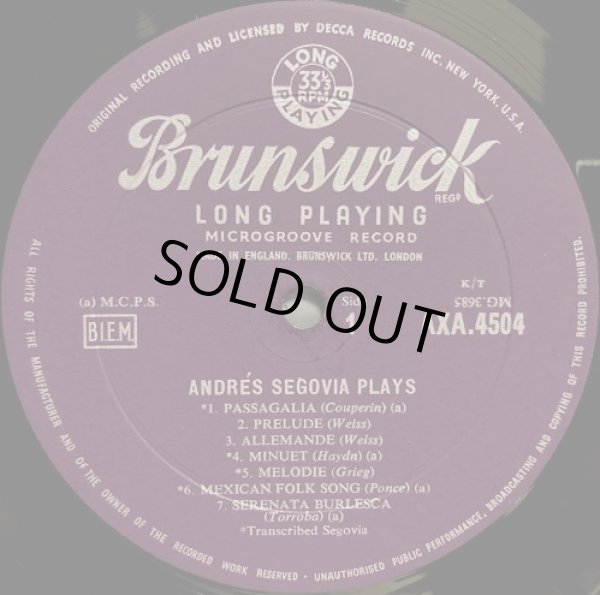 ORIGINAL RECORDING AND LICENSED BY DECCA RECORDS INC. NEW YORK, U.S.A.
LONG
33⅓
RPM
PLAYING
Brunswick
REGD
LONG PLAYING
MICROGROOVE RECORD
IN ENGLAND. BRUNSWICK LTD. LONDON
K/T
(a) M.C.P.S.
MG.3685
B.I.E.M.
AXA.4504
SOLD OUT
ANDRÉS SEGOVIA PLAYS
*1. PASSAGALIA (Couperin) (a)
2. PRELUDE (Weiss)
3. ALLEMANDE (Weiss)
*4. MINUET (Haydn) (a)
*5. MELODIE (Grieg)
*6. MEXICAN FOLK SONG (Ponce) (a)
7. SERENATA BURLESCA
(Torroba) (a)
*Transcribed Segovia
ALL RIGHTS OF THE MANUFACTURER AND OF THE OWNER OF THE RECORDED WORK RESERVED · UNAUTHORISED PUBLIC PERFORMANCE, BROADCASTING AND COPYING OF THIS RECORD PROHIBITED.